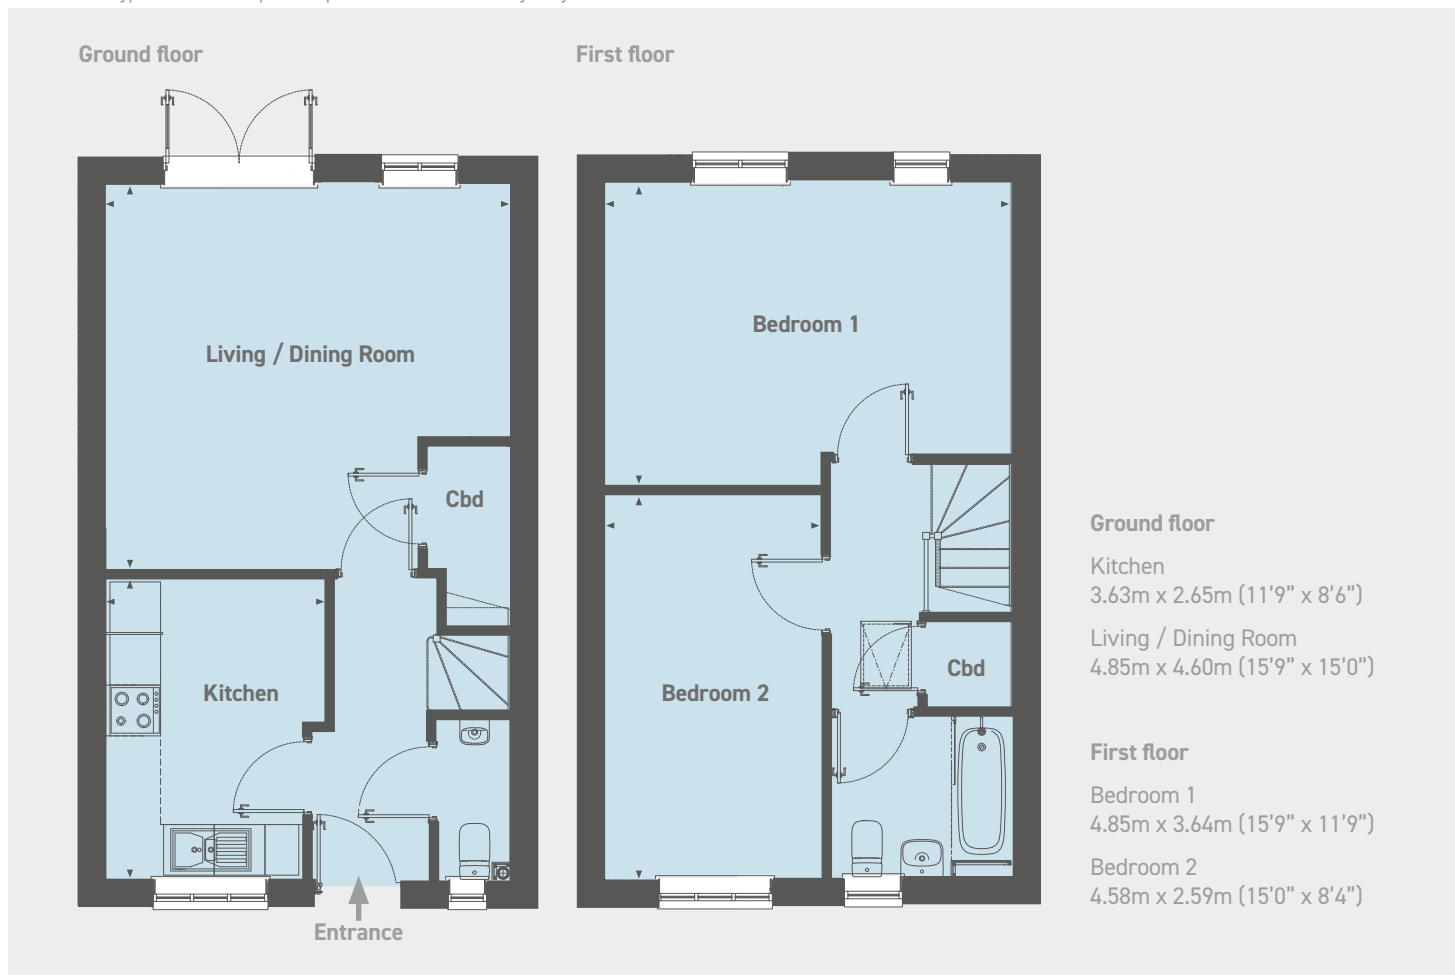 Ground floor
First floor
Living / Dining Room
Cbd
Kitchen
Entrance
Bedroom 1
Bedroom 2
Cbd
Ground floor
Kitchen
3.63m x 2.65m (11'9” x 8'6”)
Living / Dining Room
4.85m x 4.60m (15'9” x 15'0”)
First floor
Bedroom 1
4.85m x 3.64m (15'9” x 11'9”)
Bedroom 2
4.58m x 2.59m (15'0” x 8'4”)